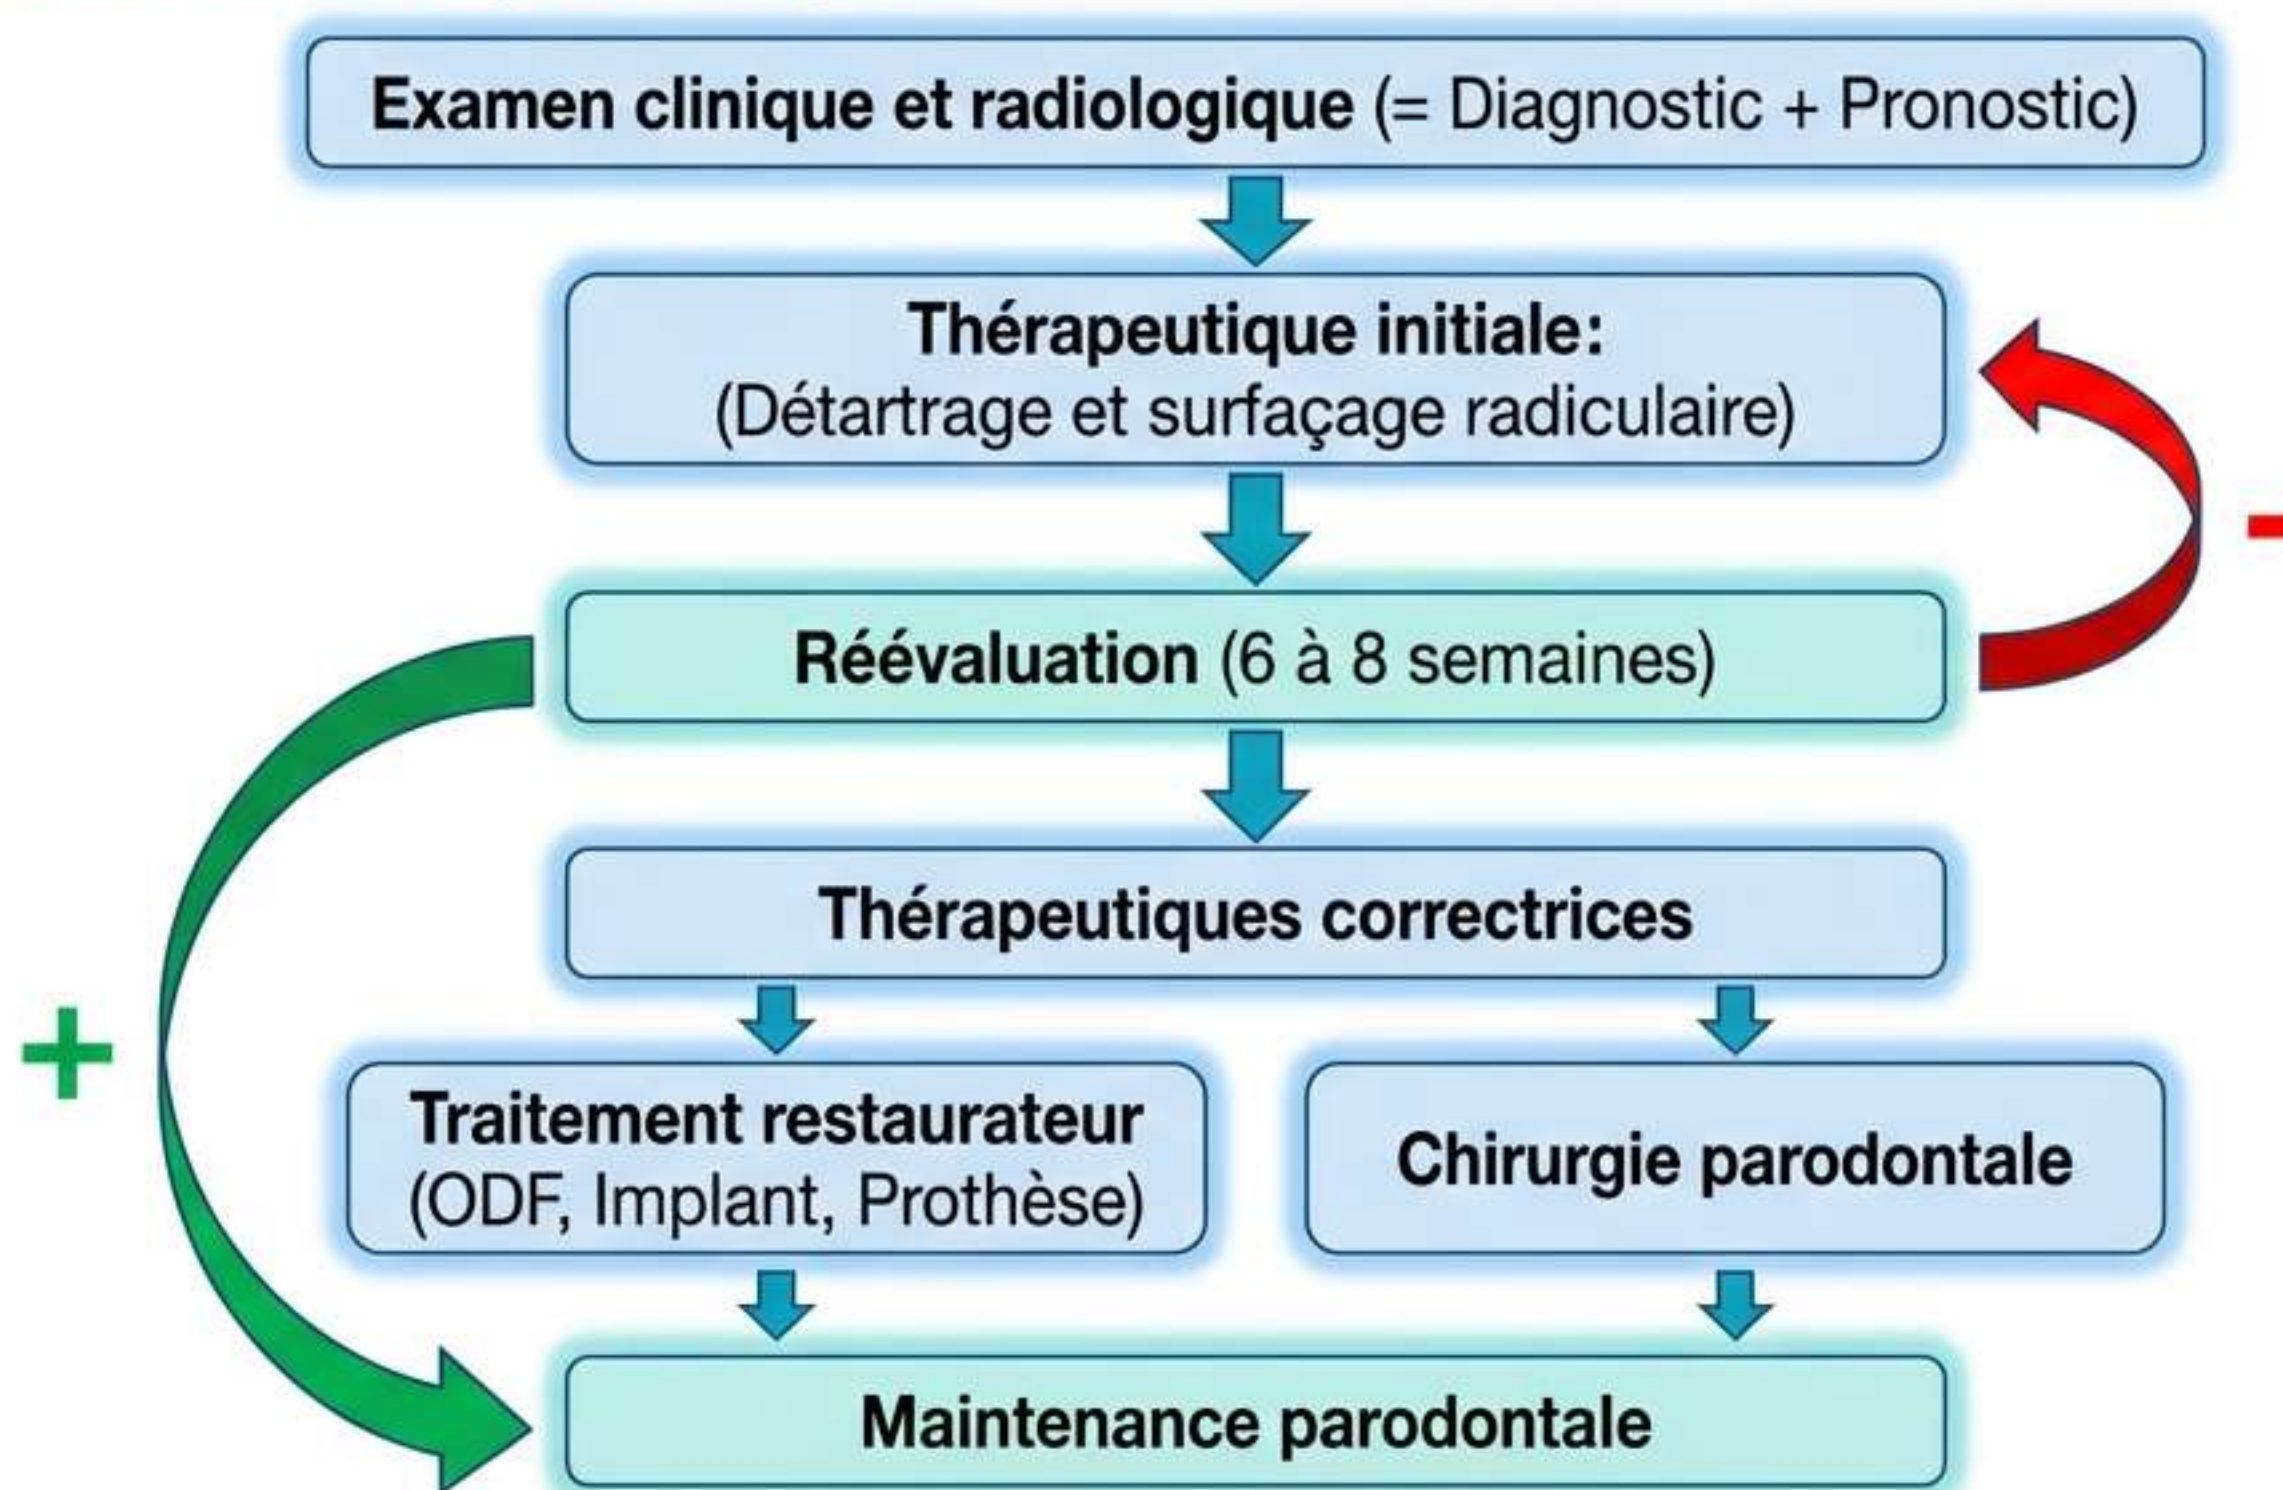 Examen clinique et radiologique (= Diagnostic + Pronostic)
Thérapeutique initiale:
(Détartrage et surfaçage radiculaire)
-
Réévaluation (6 à 8 semaines)
Thérapeutiques correctrices
+
Traitement restaurateur
(ODF, Implant, Prothèse)
Chirurgie parodontale
Maintenance parodontale